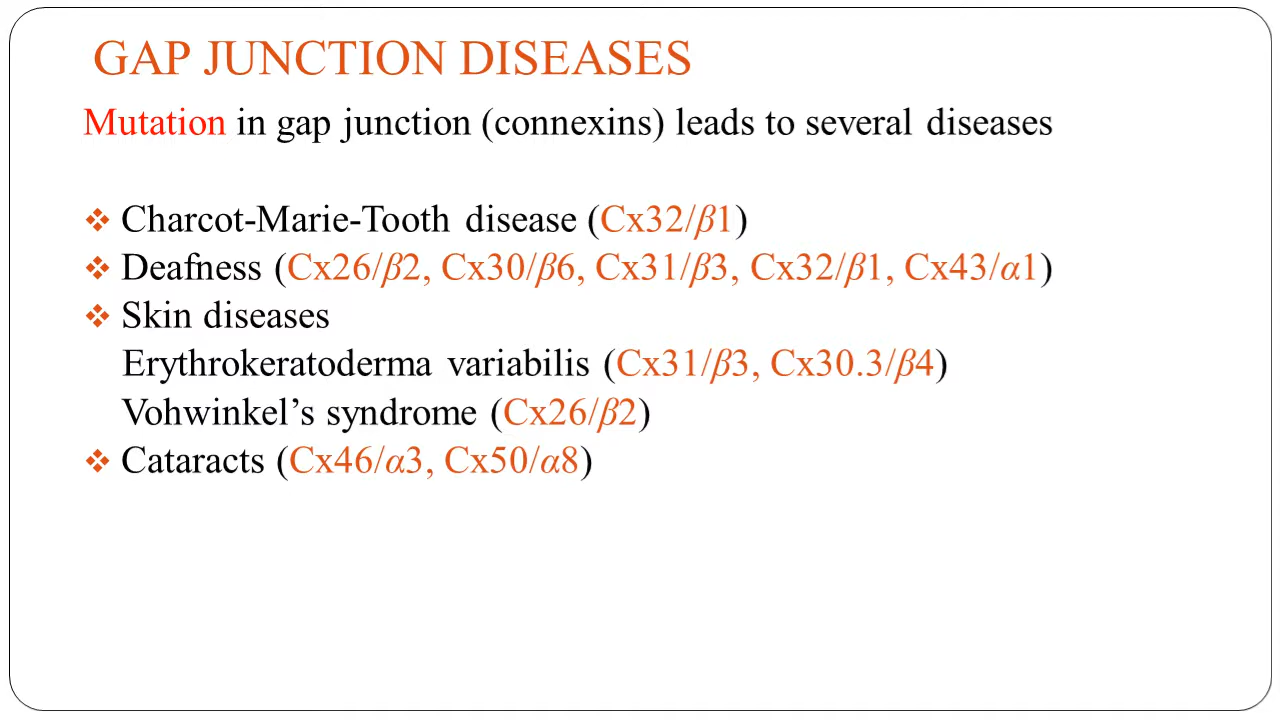 GAP JUNCTION DISEASES
Mutation in gap junction (connexins) leads to several diseases
❖ Charcot-Marie-Tooth disease (Cx32/β1)
❖ Deafness (Cx26/β2, Cx30/β6, Cx31/β3, Cx32/β1, Cx43/α1)
❖ Skin diseases
Erythrokeratoderma variabilis (Cx31/β3, Cx30.3/β4)
Vohwinkel’s syndrome (Cx26/β2)
❖ Cataracts (Cx46/α3, Cx50/α8)